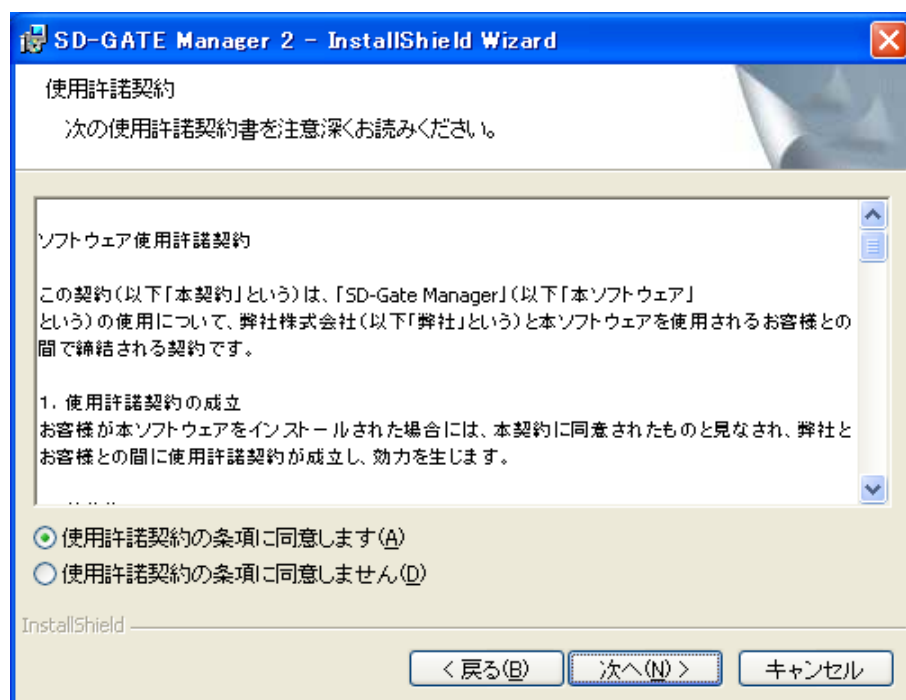 SD-GATE Manager 2 - InstallShield Wizard
使用許諾契約
次の使用許諾契約書を注意深くお読みください。
ソフトウェア使用許諾契約
この契約(以下「本契約」という)は、「SD-Gate Manager」(以下「本ソフトウェア」
という)の使用について、弊社株式会社(以下「弊社」という)と本ソフトウェアを使用されるお客様との
間で締結される契約です。
1. 使用許諾契約の成立
お客様が本ソフトウェアをインストールされた場合には、本契約に同意されたものと見なされ、弊社と
お客様との間に使用許諾契約が成立し、効力を生じます。
使用許諾契約の条項に同意します(A)
使用許諾契約の条項に同意しません(D)
InstallShield
< 戻る(B)
次へ(N) >
キャンセル